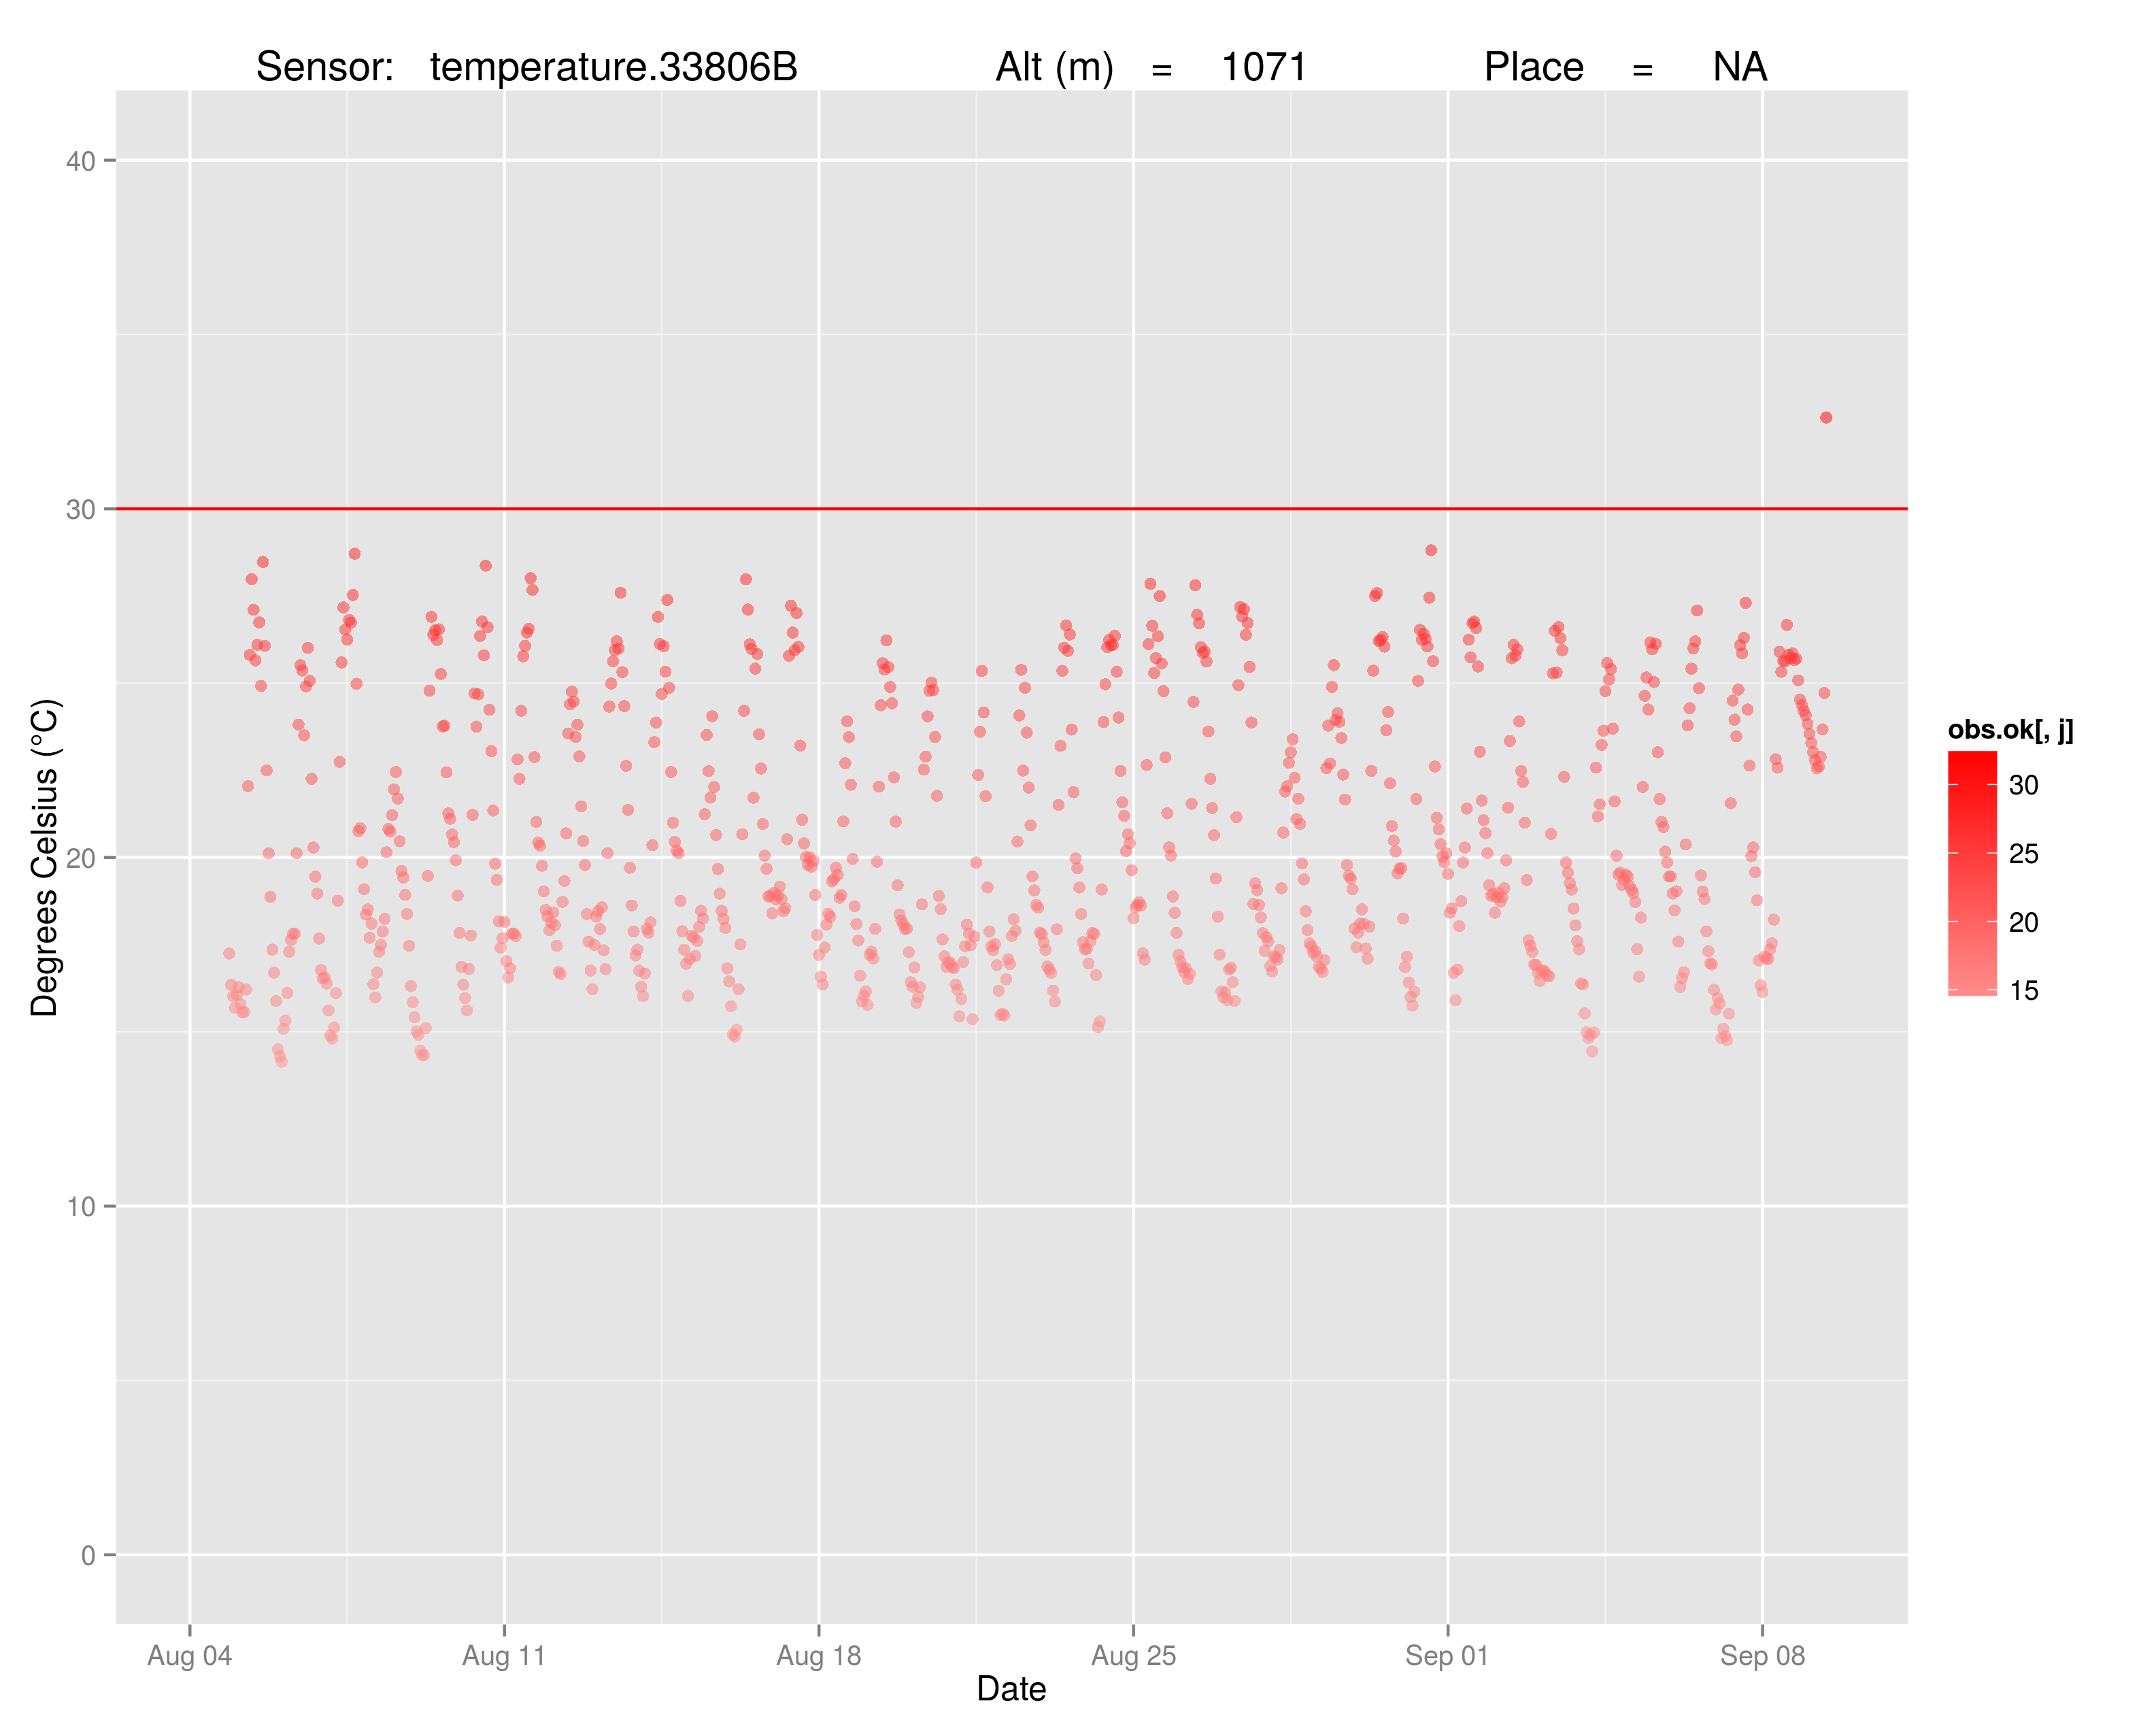 Sensor: temperature.33806B Alt (m) = 1071 Place = NA
40
30
20
10
0
Degrees Celsius (°C)
Aug 04 Aug 11 Aug 18 Aug 25 Sep 01 Sep 08
Date
obs.ok[, j]
30
25
20
15